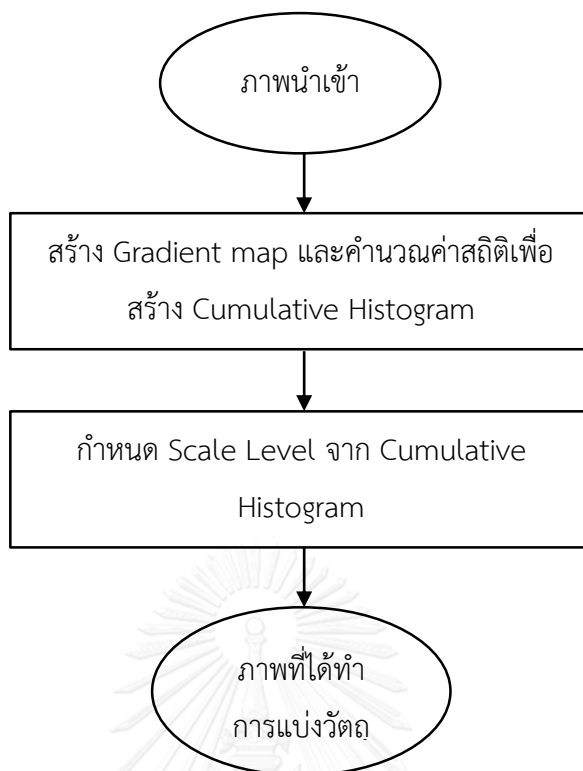 ภาพนำเข้า
สร้าง Gradient map และคำนวณค่าสถิติเพื่อ
สร้าง Cumulative Histogram
กำหนด Scale Level จาก Cumulative
Histogram
ภาพที่ได้ทำ
การแบ่งวัตถุ